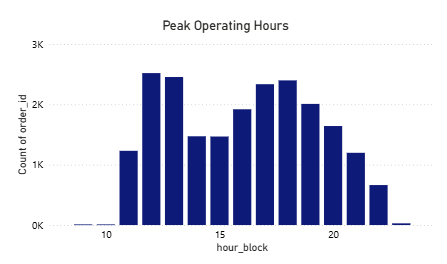 Peak Operating Hours
3K
2K
1K
0K
Count of order_id
10
15
20
hour_block